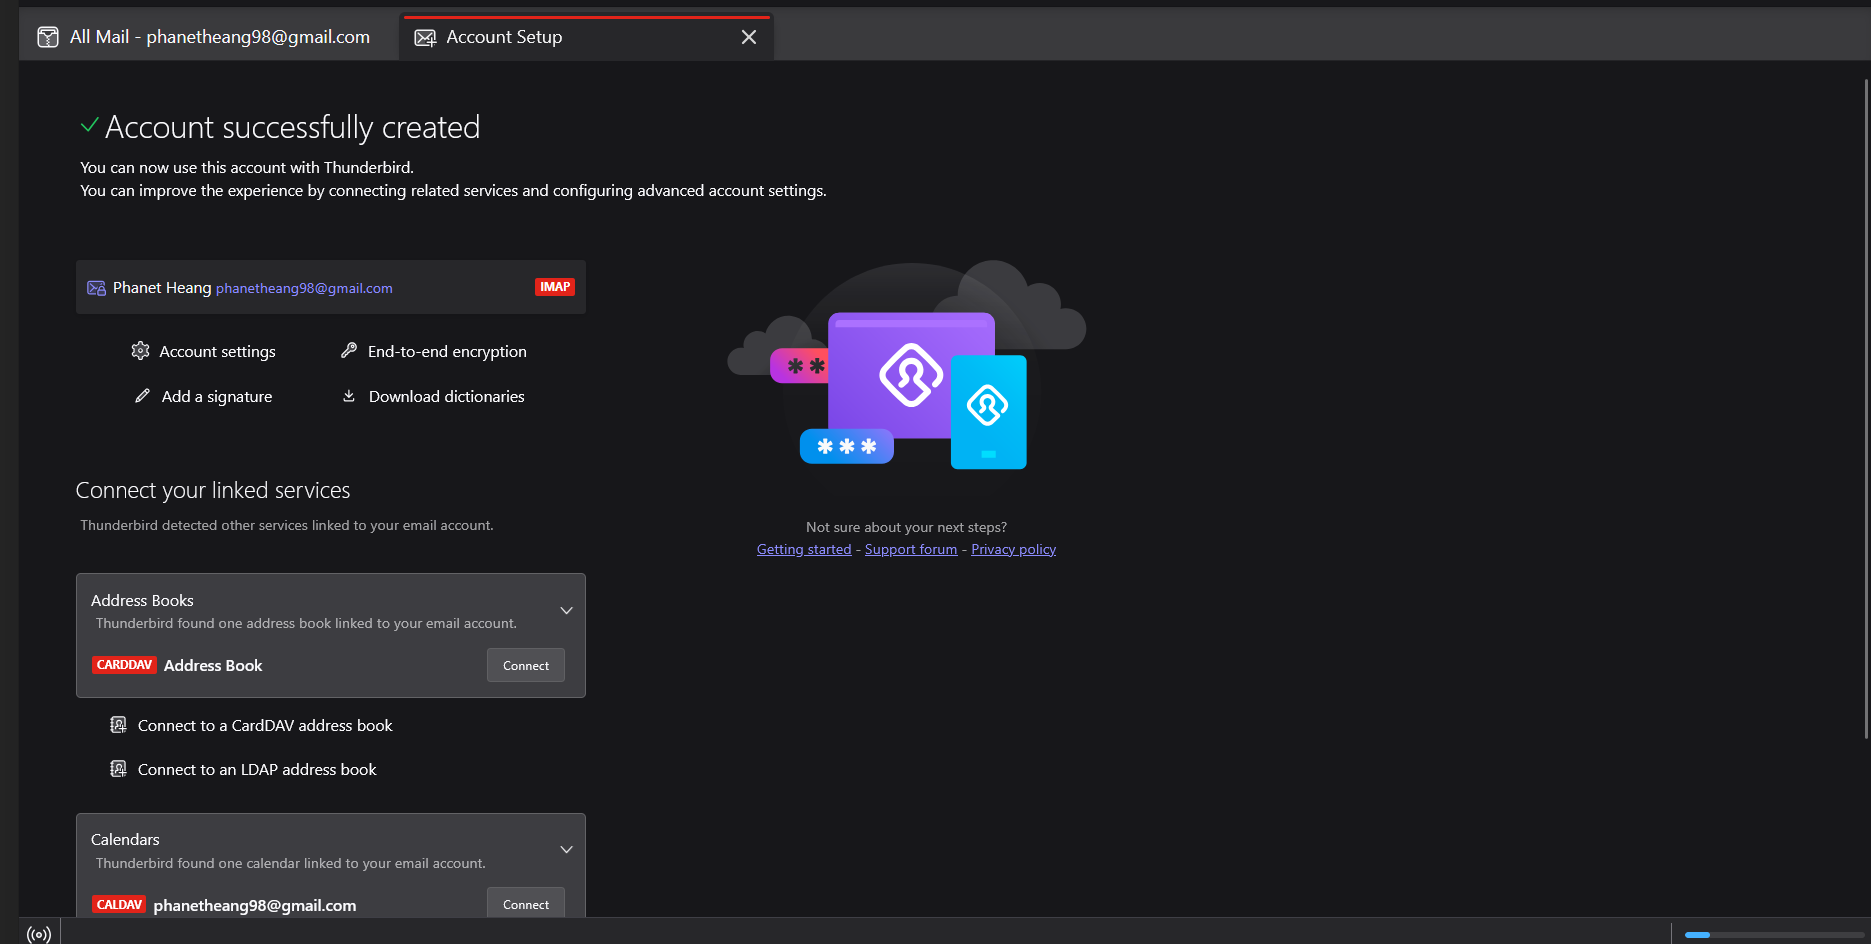 All Mail - phanetheang98@gmail.com
Account Setup
Account successfully created
You can now use this account with Thunderbird.
You can improve the experience by connecting related services and configuring advanced account settings.
Phanet Heang phanetheang98@gmail.com
IMAP
Account settings
End-to-end encryption
Add a signature
Download dictionaries
Connect your linked services
Thunderbird detected other services linked to your email account.
Not sure about your next steps?
Getting started - Support forum - Privacy policy
Address Books
Thunderbird found one address book linked to your email account.
CARDDAV Address Book
Connect
Connect to a CardDAV address book
Connect to an LDAP address book
Calendars
Thunderbird found one calendar linked to your email account.
CALDAV phanetheang98@gmail.com
Connect